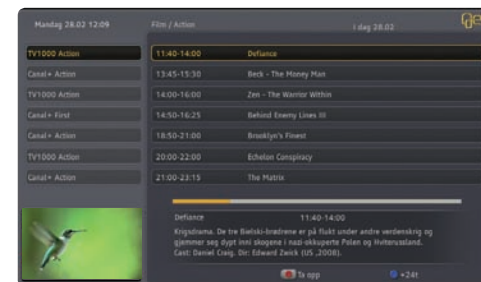 Mandag 28.02 12:09 Film / Action I dag 28.02
TV1000 Action 11:40-14:00 Defiance
Canal+ Action 13:45-15:30 Beck - The Money Man
TV1000 Action 14:00-16:00 Zen - The Warrior Within
Canal+ First 14:50-16:25 Behind Enemy Lines III
Canal+ Action 18:50-21:00 Brooklyn's Finest
TV1000 Action 20:00-22:00 Echelon Conspiracy
Canal+ Action 21:00-23:15 The Matrix
Defiance 11:40-14:00
Krigsdrama. De tre Bielski-brødrene er på flukt under andre verdenskrig og
gjemmer seg dypt inni skogene i nazi-okkuperte Polen og Hviterussland.
Cast: Daniel Craig. Dir: Edward Zwick (US ,2008).
Ta opp +24t